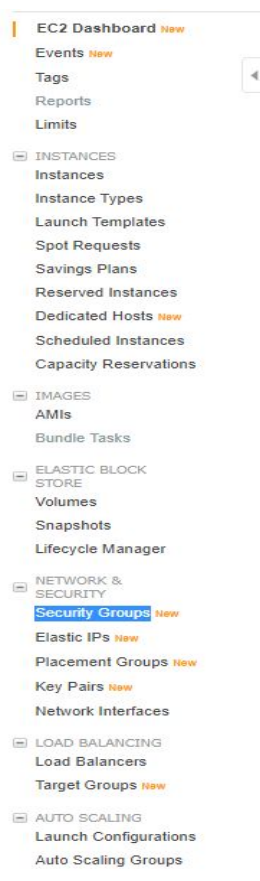 EC2 Dashboard New
Events New
Tags
Reports
Limits
INSTANCES
Instances
Instance Types
Launch Templates
Spot Requests
Savings Plans
Reserved Instances
Dedicated Hosts New
Scheduled Instances
Capacity Reservations
IMAGES
AMIs
Bundle Tasks
ELASTIC BLOCK
STORE
Volumes
Snapshots
Lifecycle Manager
NETWORK &
SECURITY
Security Groups New
Elastic IPs New
Placement Groups New
Key Pairs New
Network Interfaces
LOAD BALANCING
Load Balancers
Target Groups New
AUTO SCALING
Launch Configurations
Auto Scaling Groups